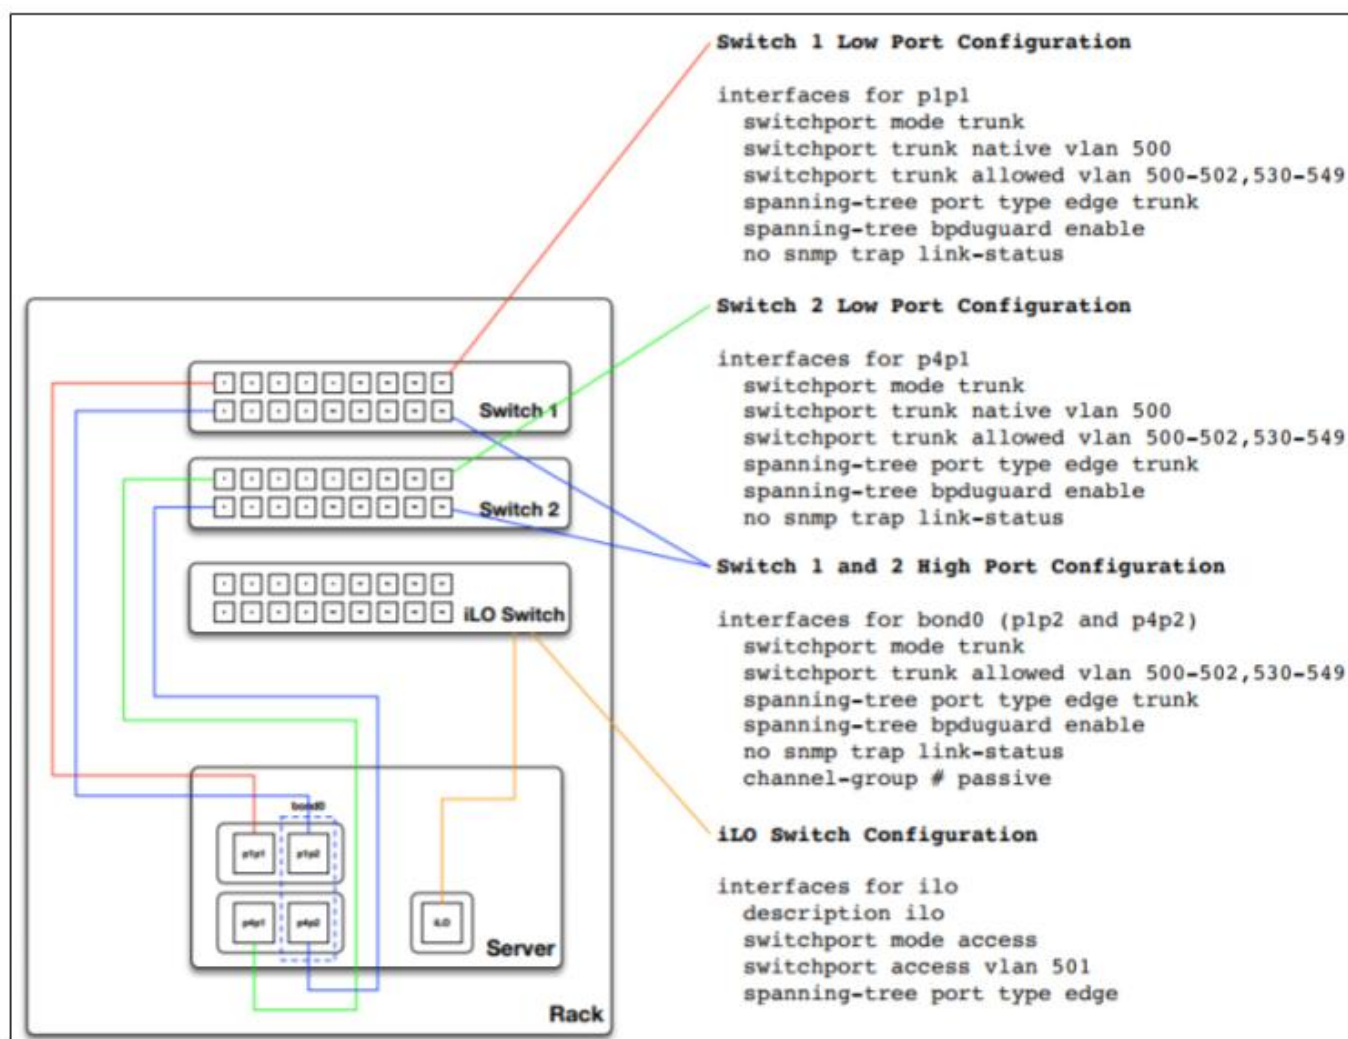 Switch 1 Low Port Configuration
interfaces for p1p1
switchport mode trunk
switchport trunk native vlan 500
switchport trunk allowed vlan 500-502,530-549
spanning-tree port type edge trunk
spanning-tree bpduguard enable
no snmp trap link-status
Switch 2 Low Port Configuration
interfaces for p4p1
switchport mode trunk
switchport trunk native vlan 500
switchport trunk allowed vlan 500-502,530-549
spanning-tree port type edge trunk
spanning-tree bpduguard enable
no snmp trap link-status
Switch 1 and 2 High Port Configuration
interfaces for bond0 (p1p2 and p4p2)
switchport mode trunk
switchport trunk allowed vlan 500-502,530-549
spanning-tree port type edge trunk
spanning-tree bpduguard enable
no snmp trap link-status
channel-group # passive
iLO Switch Configuration
interfaces for ilo
description ilo
switchport mode access
switchport access vlan 501
spanning-tree port type edge
Switch 1
Switch 2
iLO Switch
bond0
p1p1
p1p2
p4p1
p4p2
iLO
Server
Rack